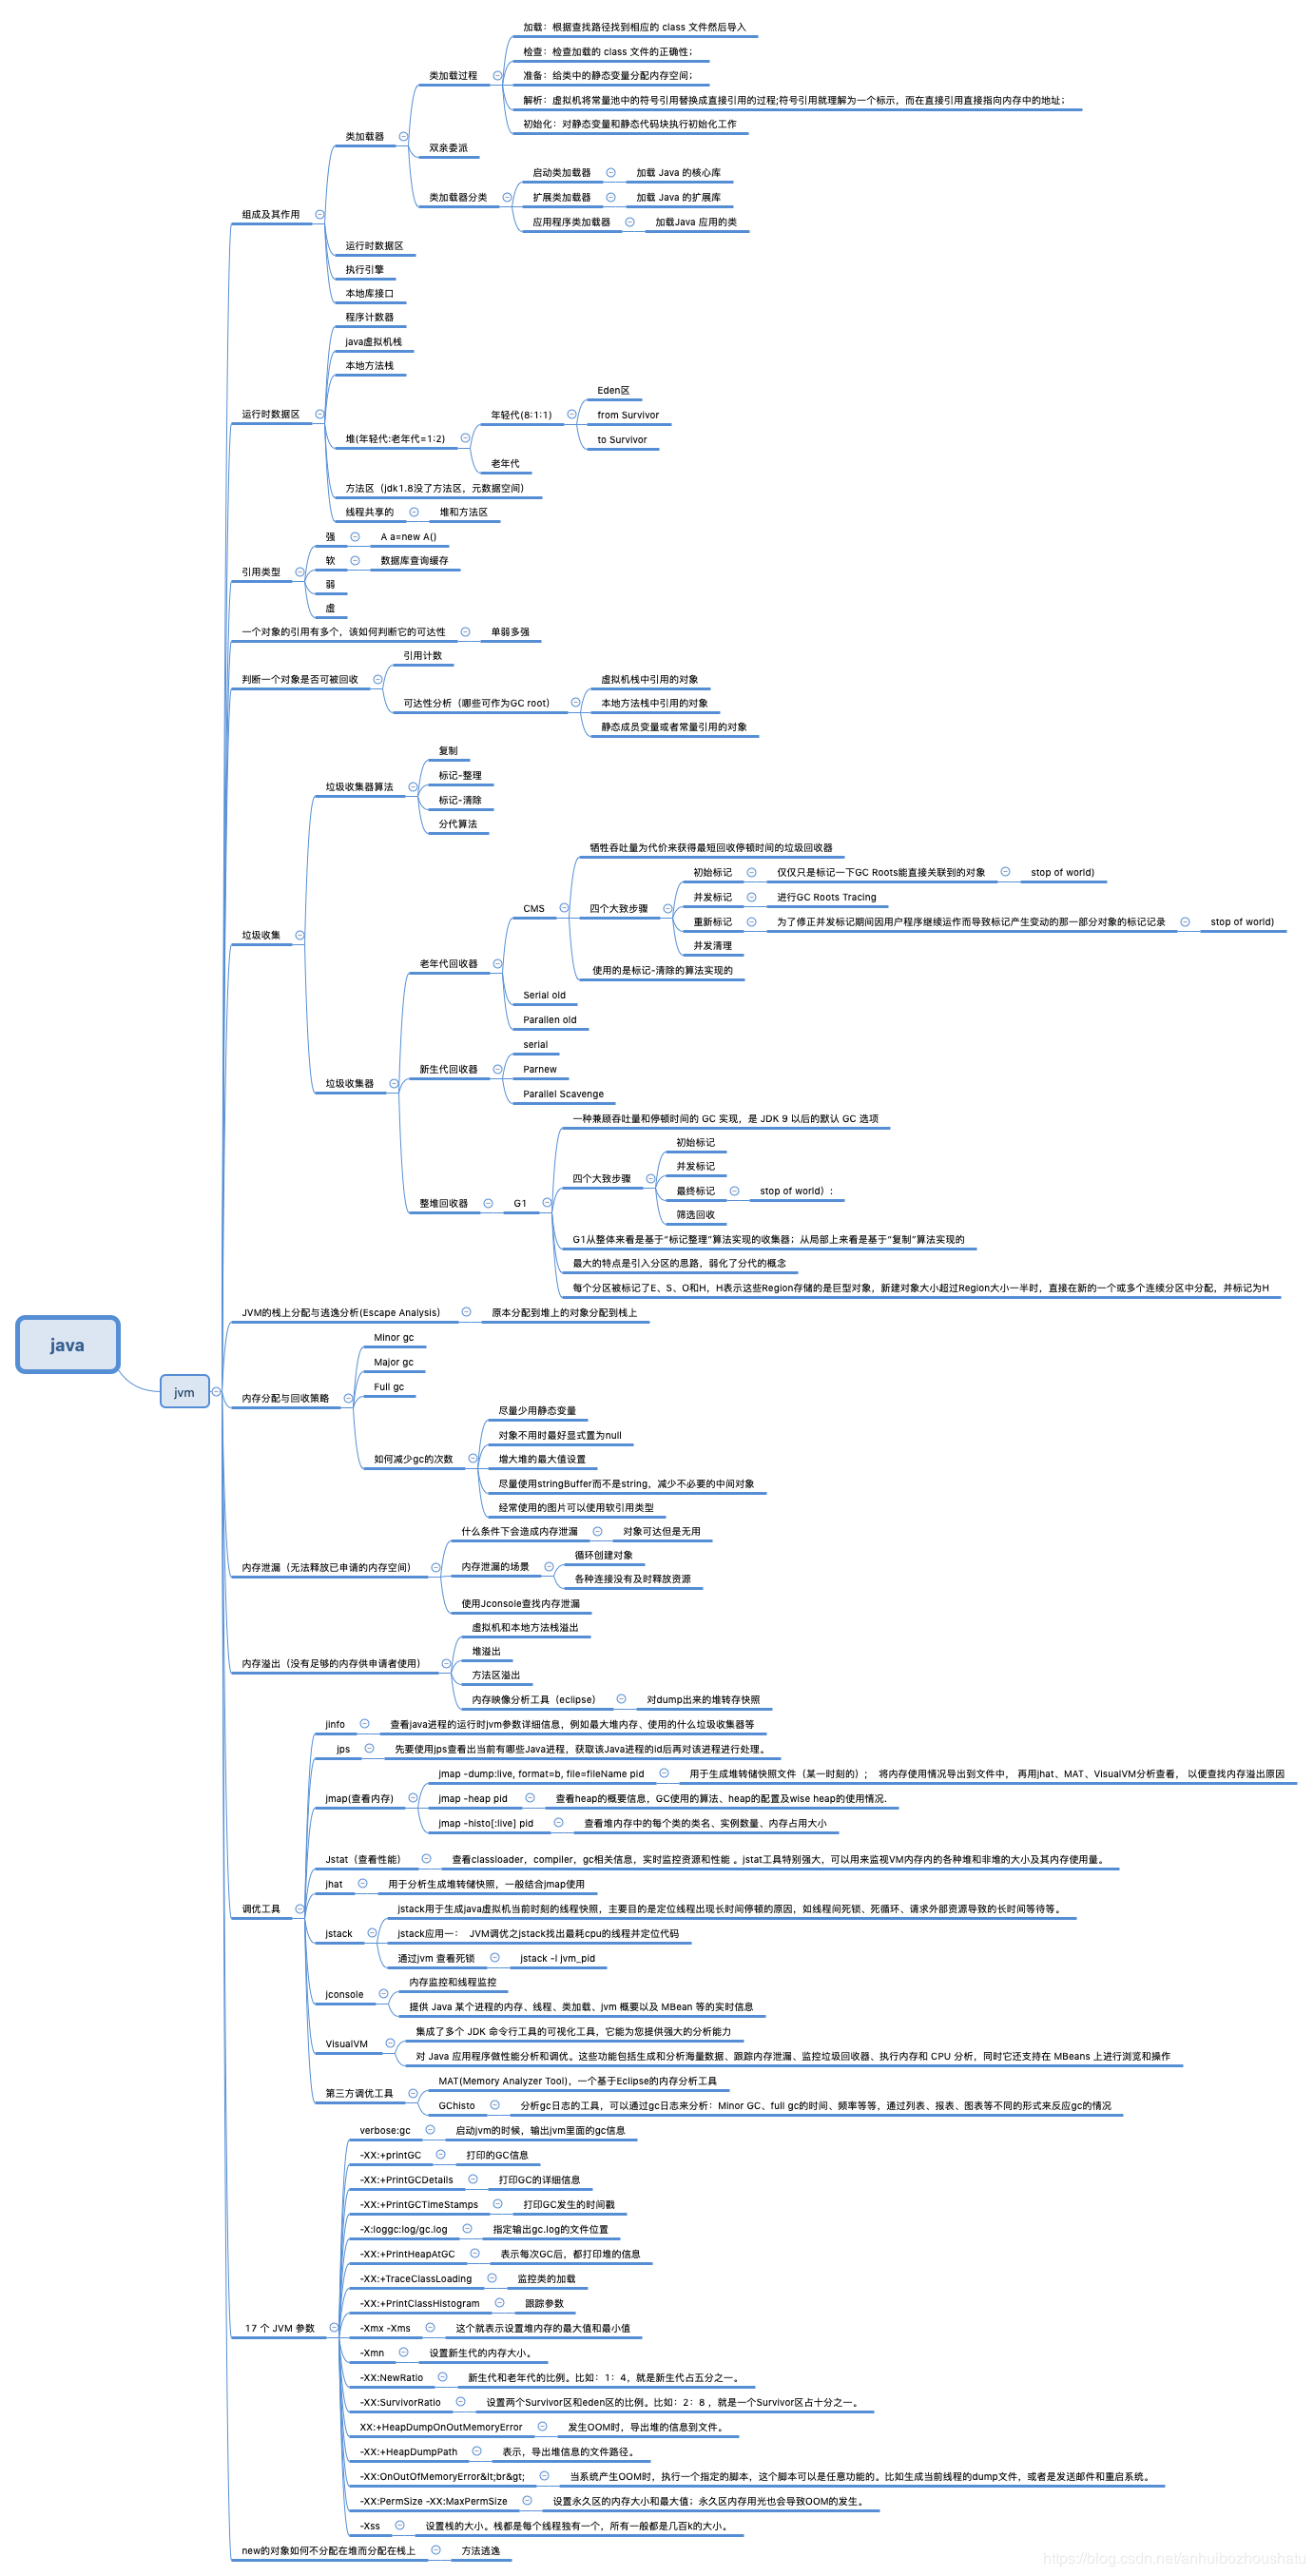 加载：根据查找路径找到相应的 class 文件然后导入
检查：检查加载的 class 文件的正确性；
类加载过程
准备：给类中的静态变量分配内存空间；
解析：虚拟机将常量池中的符号引用替换成直接引用的过程;符号引用就理解为一个标示，而在直接引用直接指向内存中的地址；
初始化：对静态变量和静态代码块执行初始化工作
类加载器
双亲委派
类加载器分类
启动类加载器
加载 Java 的核心库
扩展类加载器
加载 Java 的扩展库
应用程序类加载器
加载Java 应用的类
组成及其作用
运行时数据区
执行引擎
本地库接口
程序计数器
java虚拟机栈
本地方法栈
运行时数据区
堆(年轻代:老年代=1:2)
年轻代(8:1:1)
Eden区
from Survivor
to Survivor
老年代
方法区（jdk1.8没了方法区，元数据空间）
线程共享的
堆和方法区
引用类型
强
A a=new A()
软
数据库查询缓存
弱
虚
一个对象的引用有多个，该如何判断它的可达性
单弱多强
判断一个对象是否可被回收
引用计数
可达性分析（哪些可作为GC root）
虚拟机栈中引用的对象
本地方法栈中引用的对象
静态成员变量或者常量引用的对象
垃圾收集
垃圾收集器算法
复制
标记-整理
标记-清除
分代算法
垃圾收集器
老年代回收器
CMS
牺牲吞吐量为代价来获得最短回收停顿时间的垃圾回收器
四个大致步骤
初始标记
仅仅只是标记一下GC Roots能直接关联到的对象
stop of world)
并发标记
进行GC Roots Tracing
重新标记
为了修正并发标记期间因用户程序继续运作而导致标记产生变动的那一部分对象的标记记录
stop of world)
并发清理
使用的是标记-清除的算法实现的
Serial old
Parallen old
新生代回收器
serial
Parnew
Parallel Scavenge
整堆回收器
G1
一种兼顾吞吐量和停顿时间的 GC 实现，是 JDK 9 以后的默认 GC 选项
四个大致步骤
初始标记
并发标记
最终标记
stop of world）:
筛选回收
G1从整体来看是基于“标记整理”算法实现的收集器；从局部上来看是基于“复制”算法实现的
最大的特点是引入分区的思路，弱化了分代的概念
每个分区被标记了E、S、O和H，H表示这些Region存储的是巨型对象，新建对象大小超过Region大小一半时，直接在新的一个或多个连续分区中分配，并标记为H
java
jvm
JVM的栈上分配与逃逸分析(Escape Analysis)
原本分配到堆上的对象分配到栈上
内存分配与回收策略
Minor gc
Major gc
Full gc
如何减少gc的次数
尽量少用静态变量
对象不用时最好显式置为null
增大堆的最大值设置
尽量使用stringBuffer而不是string，减少不必要的中间对象
经常使用的图片可以使用软引用类型
内存泄漏（无法释放已申请的内存空间）
什么条件下会造成内存泄漏
对象可达但是无用
内存泄漏的场景
循环创建对象
各种连接没有及时释放资源
使用Jconsole查找内存泄漏
内存溢出（没有足够的内存供申请者使用）
虚拟机和本地方法栈溢出
堆溢出
方法区溢出
内存映像分析工具（eclipse）
对dump出来的堆转存快照
调优工具
jinfo
查看java进程的运行时jvm参数详细信息，例如最大堆内存、使用的什么垃圾收集器等
jps
先要使用jps查看出当前有哪些Java进程，获取该Java进程的id后再对该进程进行处理。
jmap(查看内存)
jmap -dump:live, format=b, file=fileName pid
用于生成堆转储快照文件（某一时刻的）； 将内存使用情况导出到文件中， 再用jhat、MAT、VisualVM分析查看， 以便查找内存溢出原因
jmap -heap pid
查看heap的概要信息，GC使用的算法、heap的配置及wise heap的使用情况.
jmap -histo[:live] pid
查看堆内存中的每个类的类名、实例数量、内存占用大小
Jstat（查看性能）
查看classloader，compiler，gc相关信息，实时监控资源和性能 。jstat工具特别强大，可以用来监视VM内存内的各种堆和非堆的大小及其内存使用量。
jhat
用于分析生成堆转储快照，一般结合jmap使用
jstack
jstack用于生成java虚拟机当前时刻的线程快照，主要目的是定位线程出现长时间停顿的原因，如线程间死锁、死循环、请求外部资源导致的长时间等待等。
jstack应用一： JVM调优之jstack找出最耗cpu的线程并定位代码
通过jvm 查看死锁
jstack -l jvm_pid
jconsole
内存监控和线程监控
提供 Java 某个进程的内存、线程、类加载、jvm 概要以及 MBean 等的实时信息
VisualVM
集成了多个 JDK 命令行工具的可视化工具，它能为您提供强大的分析能力
对 Java 应用程序做性能分析和调优。这些功能包括生成和分析海量数据、跟踪内存泄漏、监控垃圾回收器、执行内存和 CPU 分析，同时它还支持在 MBeans 上进行浏览和操作
第三方调优工具
MAT(Memory Analyzer Tool)，一个基于Eclipse的内存分析工具
GChisto
分析gc日志的工具，可以通过gc日志来分析：Minor GC、full gc的时间、频率等等，通过列表、报表、图表等不同的形式来反应gc的情况
17 个 JVM 参数
verbose:gc
启动jvm的时候，输出jvm里面的gc信息
-XX:+printGC
打印的GC信息
-XX:+PrintGCDetails
打印GC的详细信息
-XX:+PrintGCTimeStamps
打印GC发生的时间戳
-X:loggc:log/gc.log
指定输出gc.log的文件位置
-XX:+PrintHeapAtGC
表示每次GC后，都打印堆的信息
-XX:+TraceClassLoading
监控类的加载
-XX:+PrintClassHistogram
跟踪参数
-Xmx -Xms
这个就表示设置堆内存的最大值和最小值
-Xmn
设置新生代的内存大小。
-XX:NewRatio
新生代和老年代的比例。比如：1：4，就是新生代占五分之一。
-XX:SurvivorRatio
设置两个Survivor区和eden区的比例。比如：2：8 ，就是一个Survivor区占十分之一。
XX:+HeapDumpOnOutMemoryError
发生OOM时，导出堆的信息到文件。
-XX:+HeapDumpPath
表示，导出堆信息的文件路径。
-XX:OnOutOfMemoryError&lt;br&gt;
当系统产生OOM时，执行一个指定的脚本，这个脚本可以是任意功能的。比如生成当前线程的dump文件，或者是发送邮件和重启系统。
-XX:PermSize -XX:MaxPermSize
设置永久区的内存大小和最大值；永久区内存用光也会导致OOM的发生。
-Xss
设置栈的大小。栈都是每个线程独有一个，所有一般都是几百k的大小。
new的对象如何不分配在堆而分配在栈上
方法逃逸
https://blog.csdn.net/anhuibozhoushatu